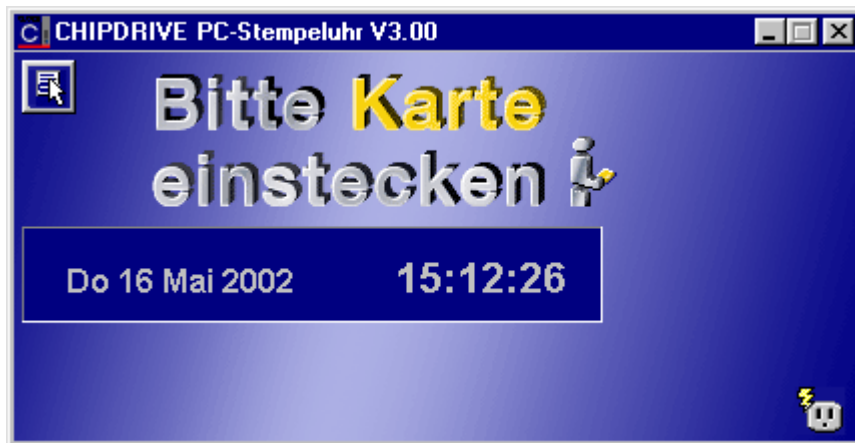 CHIPDRIVE PC-Stempeluhr V3.00
Bitte Karte
einstecken
Do 16 Mai 2002 15:12:26